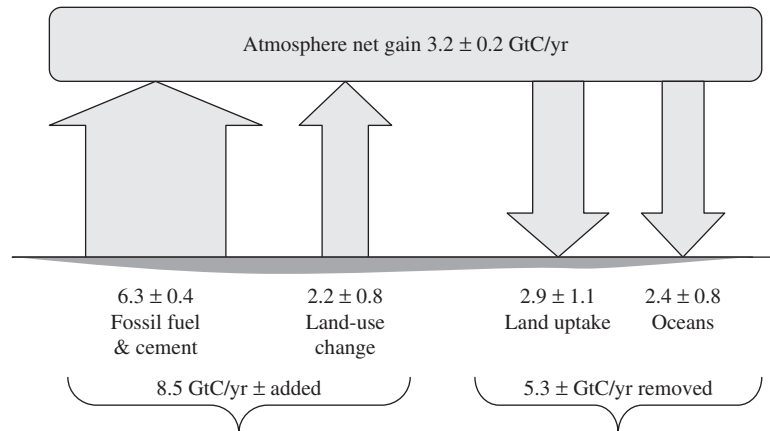 Atmosphere net gain 3.2 ± 0.2 GtC/yr
6.3 ± 0.4
Fossil fuel
& cement
2.2 ± 0.8
Land-use
change
2.9 ± 1.1
Land uptake
2.4 ± 0.8
Oceans
8.5 GtC/yr ± added
5.3 ± GtC/yr removed